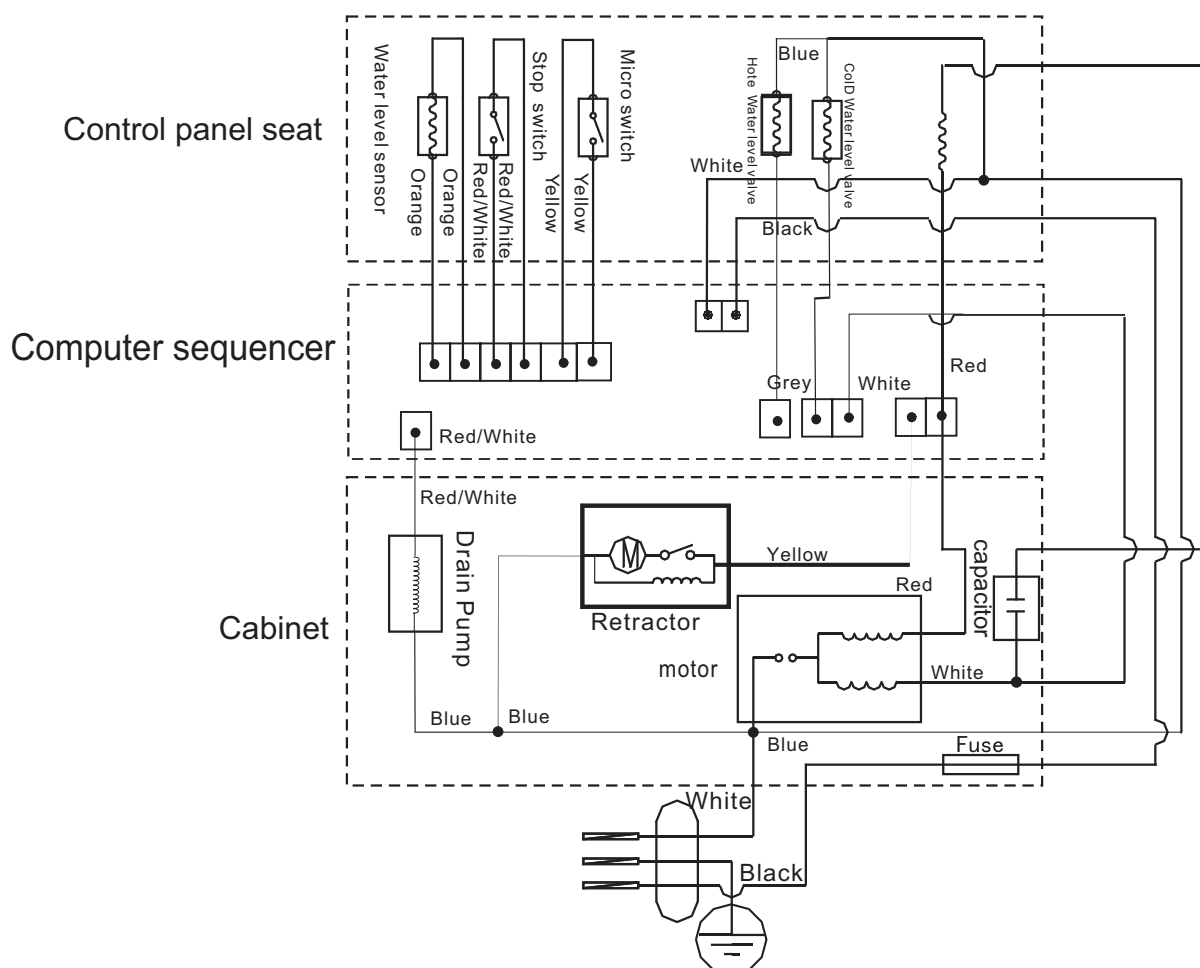 Control panel seat
Water level sensor
Orange
Orange
Red/White
Red/White
Stop switch
Yellow
Yellow
Micro switch
Blue
Hote Water level valve
ColD Water level valve
White
Black
Computer sequencer
Red
Grey
White
Red/White
Cabinet
Red/White
Drain Pump
M
Yellow
Retractor
Red
capacitor
motor
White
Blue
Blue
Blue
Fuse
White
Black